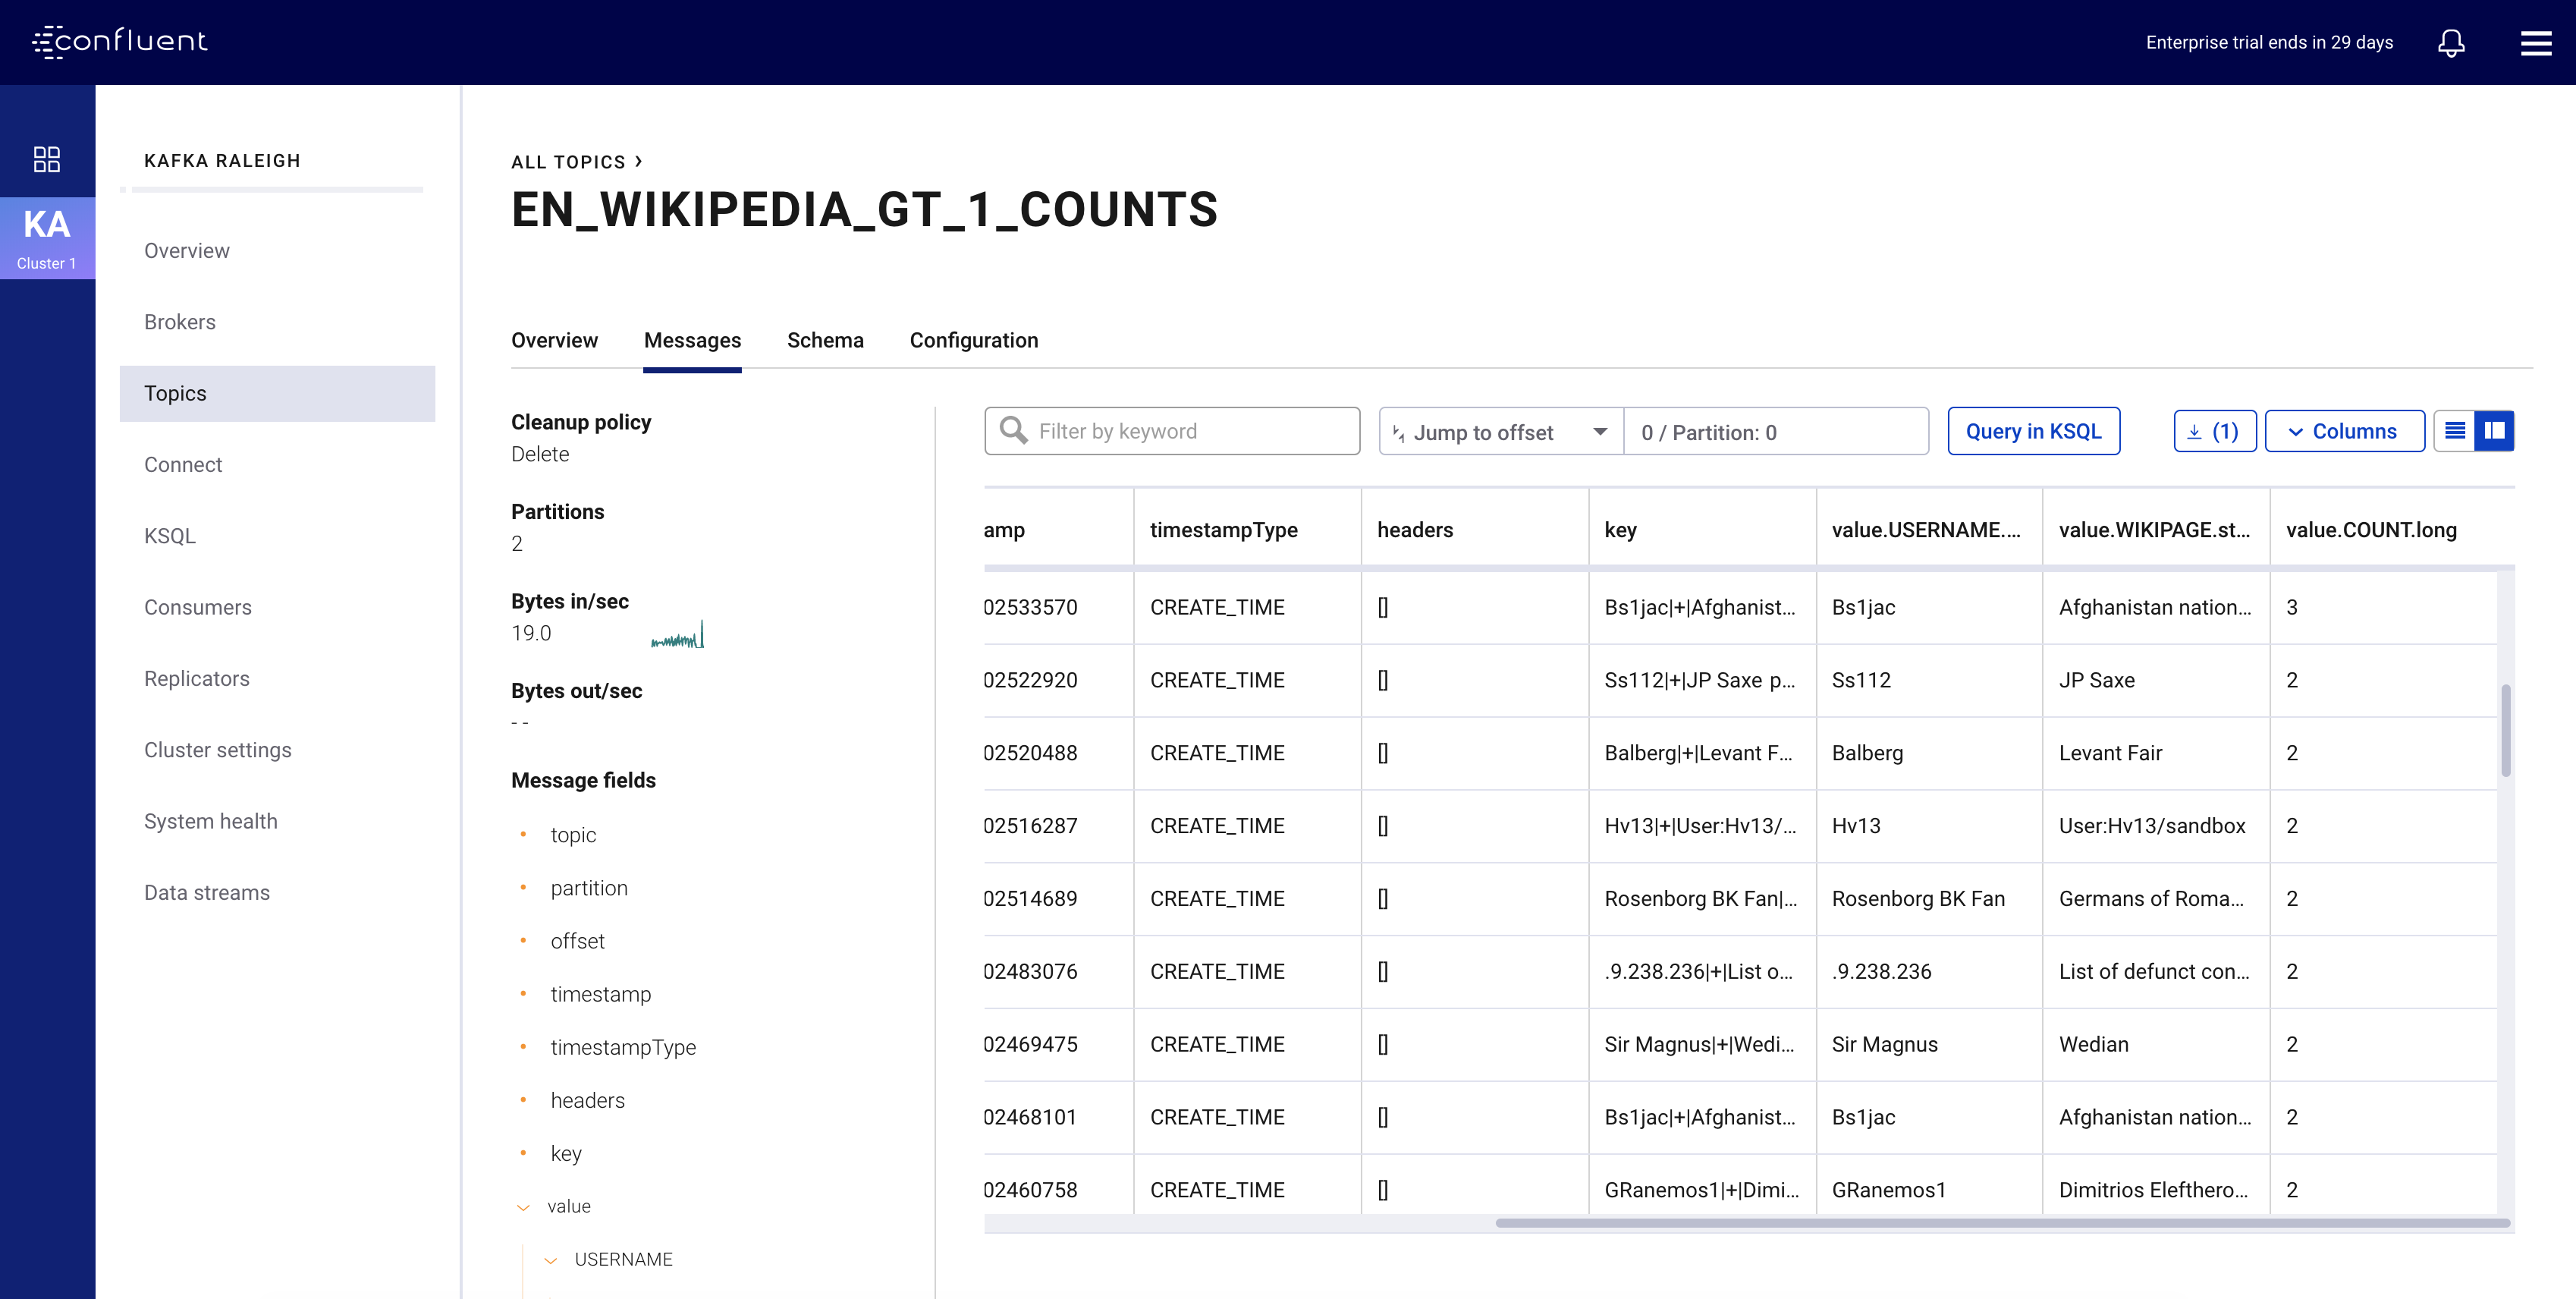 confluent
Enterprise trial ends in 29 days
KA
Cluster 1
KAFKA RALEIGH
Overview
Brokers
Topics
Connect
KSQL
Consumers
Replicators
Cluster settings
System health
Data streams
ALL TOPICS ›
EN_WIKIPEDIA_GT_1_COUNTS
Overview Messages Schema Configuration
Cleanup policy
Delete
Partitions
2
Bytes in/sec
19.0
Bytes out/sec
- -
Message fields
• topic
• partition
• offset
• timestamp
• timestampType
• headers
• key
value
USERNAME
Filter by keyword Jump to offset 0 / Partition: 0 Query in KSQL (1) Columns
amp timestampType headers key value.USERNAME.... value.WIKIPAGE.st... value.COUNT.long
02533570 CREATE_TIME [] Bs1jac|+|Afghanist... Bs1jac Afghanistan nation... 3
02522920 CREATE_TIME [] Ss112|+|JP Saxe p... Ss112 JP Saxe 2
02520488 CREATE_TIME [] Balberg|+|Levant F... Balberg Levant Fair 2
02516287 CREATE_TIME [] Hv13|+|User:Hv13/... Hv13 User:Hv13/sandbox 2
02514689 CREATE_TIME [] Rosenborg BK Fan|... Rosenborg BK Fan Germans of Roma... 2
02483076 CREATE_TIME [] .9.238.236|+|List o... .9.238.236 List of defunct con... 2
02469475 CREATE_TIME [] Sir Magnus|+|Wedi... Sir Magnus Wedian 2
02468101 CREATE_TIME [] Bs1jac|+|Afghanist... Bs1jac Afghanistan nation... 2
02460758 CREATE_TIME [] GRanemos1|+|Dimi... GRanemos1 Dimitrios Elefthero... 2